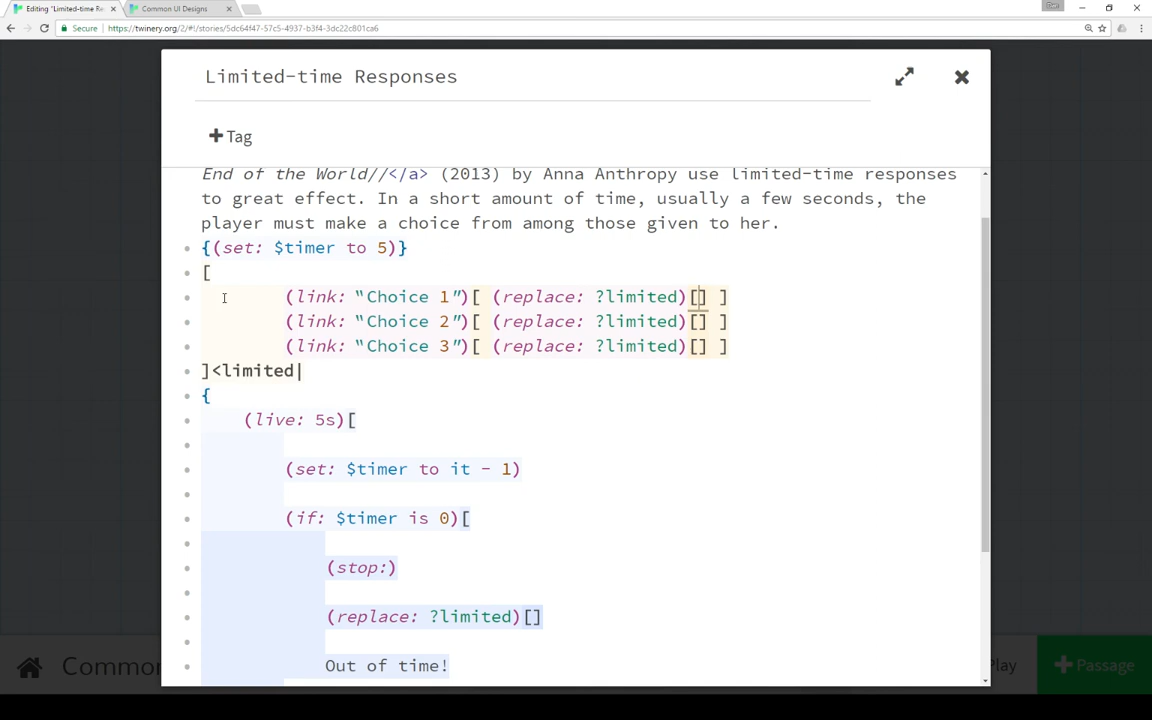 Editing "Limited-time Re
Common UI Designs
Secure
https://twinery.org/2/#!/stories/5dc64f47-57c5-4937-b3f4-3dc22c801ca6
Limited-time Responses
Tag
End of the World//</a> (2013) by Anna Anthropy use limited-time responses
to great effect. In a short amount of time, usually a few seconds, the
player must make a choice from among those given to her.
{(set: $timer to 5)}
[
(link: "Choice 1")[ (replace: ?limited)[] ]
(link: "Choice 2")[ (replace: ?limited)[] ]
(link: "Choice 3")[ (replace: ?limited)[] ]
]<limited|
{
(live: 5s)[
(set: $timer to it - 1)
(if: $timer is 0)[
(stop:)
(replace: ?limited)[]
Out of time!
Commo
Play
Passage